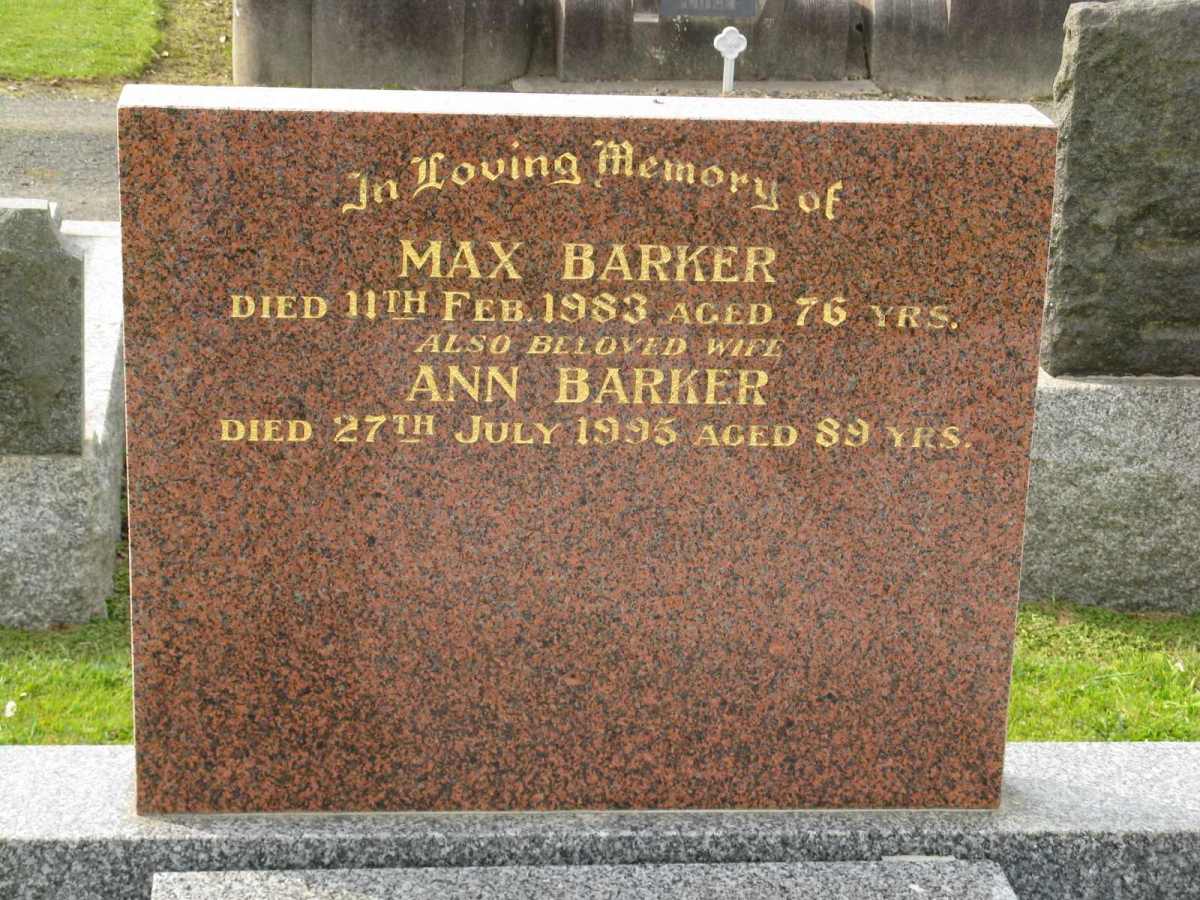 In Loving Memory of
MAX BARKER
DIED 11TH FEB. 1983 AGED 76 YRS.
ALSO BELOVED WIFE
ANN BARKER
DIED 27TH JULY 1995 AGED 89 YRS.